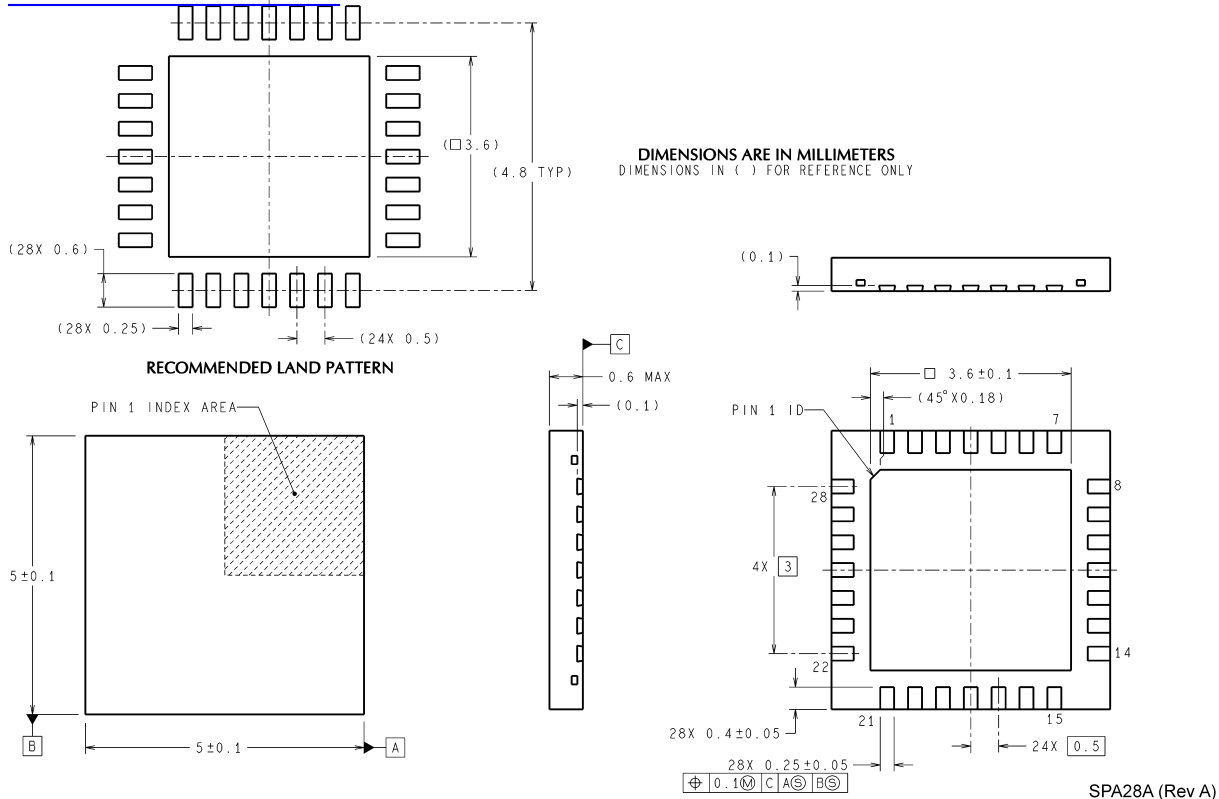 (□3.6)
(4.8 TYP)
(28X 0.6)
(28X 0.25)
(24X 0.5)
RECOMMENDED LAND PATTERN
DIMENSIONS ARE IN MILLIMETERS
DIMENSIONS IN ( ) FOR REFERENCE ONLY
(0.1)
PIN 1 INDEX AREA
5±0.1
B
5±0.1
A
C
0.6 MAX
(0.1)
□ 3.6±0.1
(45°X0.18)
PIN 1 ID
1
7
28
8
4X 3
22
14
21
15
28X 0.4±0.05
24X 0.5
28X 0.25±0.05
⌖ 0.1Ⓜ C AⓈ BⓈ
SPA28A (Rev A)